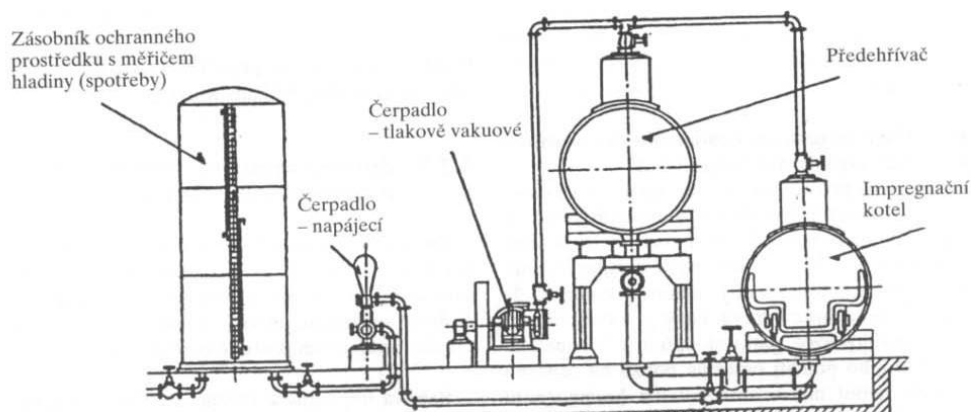 Zásobník ochranného
prostředku s měřičem
hladiny (spotřeby)
Čerpadlo
– napájecí
Čerpadlo
– tlakově vakuové
Předehřívač
Impregnační
kotel